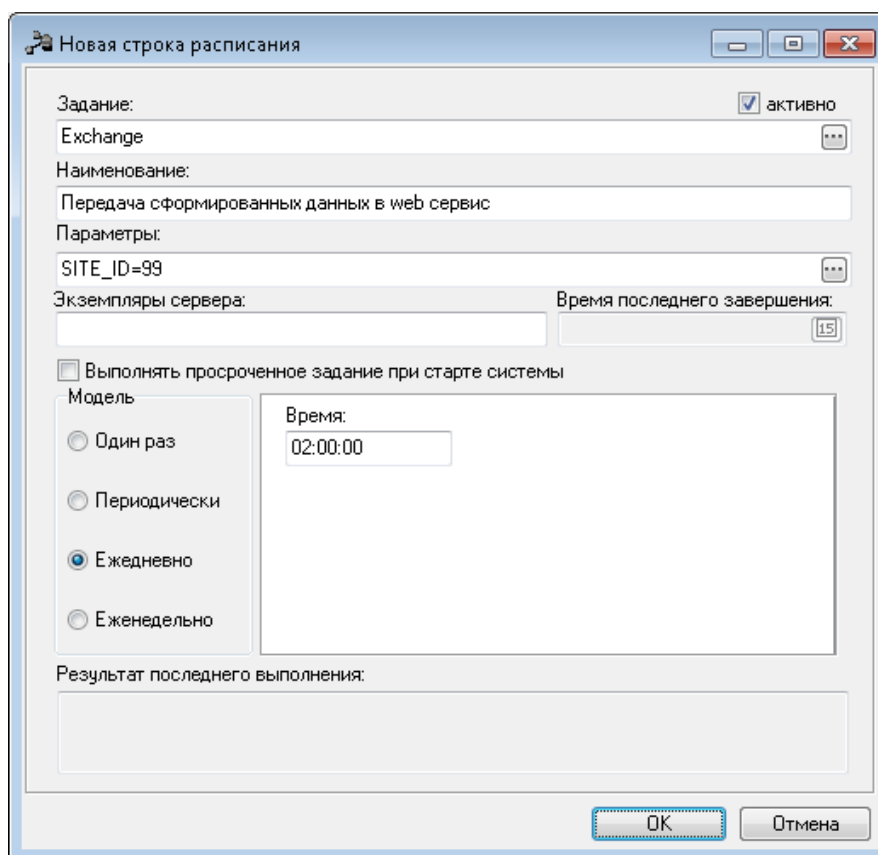 Новая строка расписания
Задание:
активно
Exchange
Наименование:
Передача сформированных данных в web сервис
Параметры:
SITE_ID=99
Экземпляры сервера:
Время последнего завершения:
15
Выполнять просроченное задание при старте системы
Модель
Время:
Один раз
02:00:00
Периодически
Ежедневно
Еженедельно
Результат последнего выполнения:
OK
Отмена